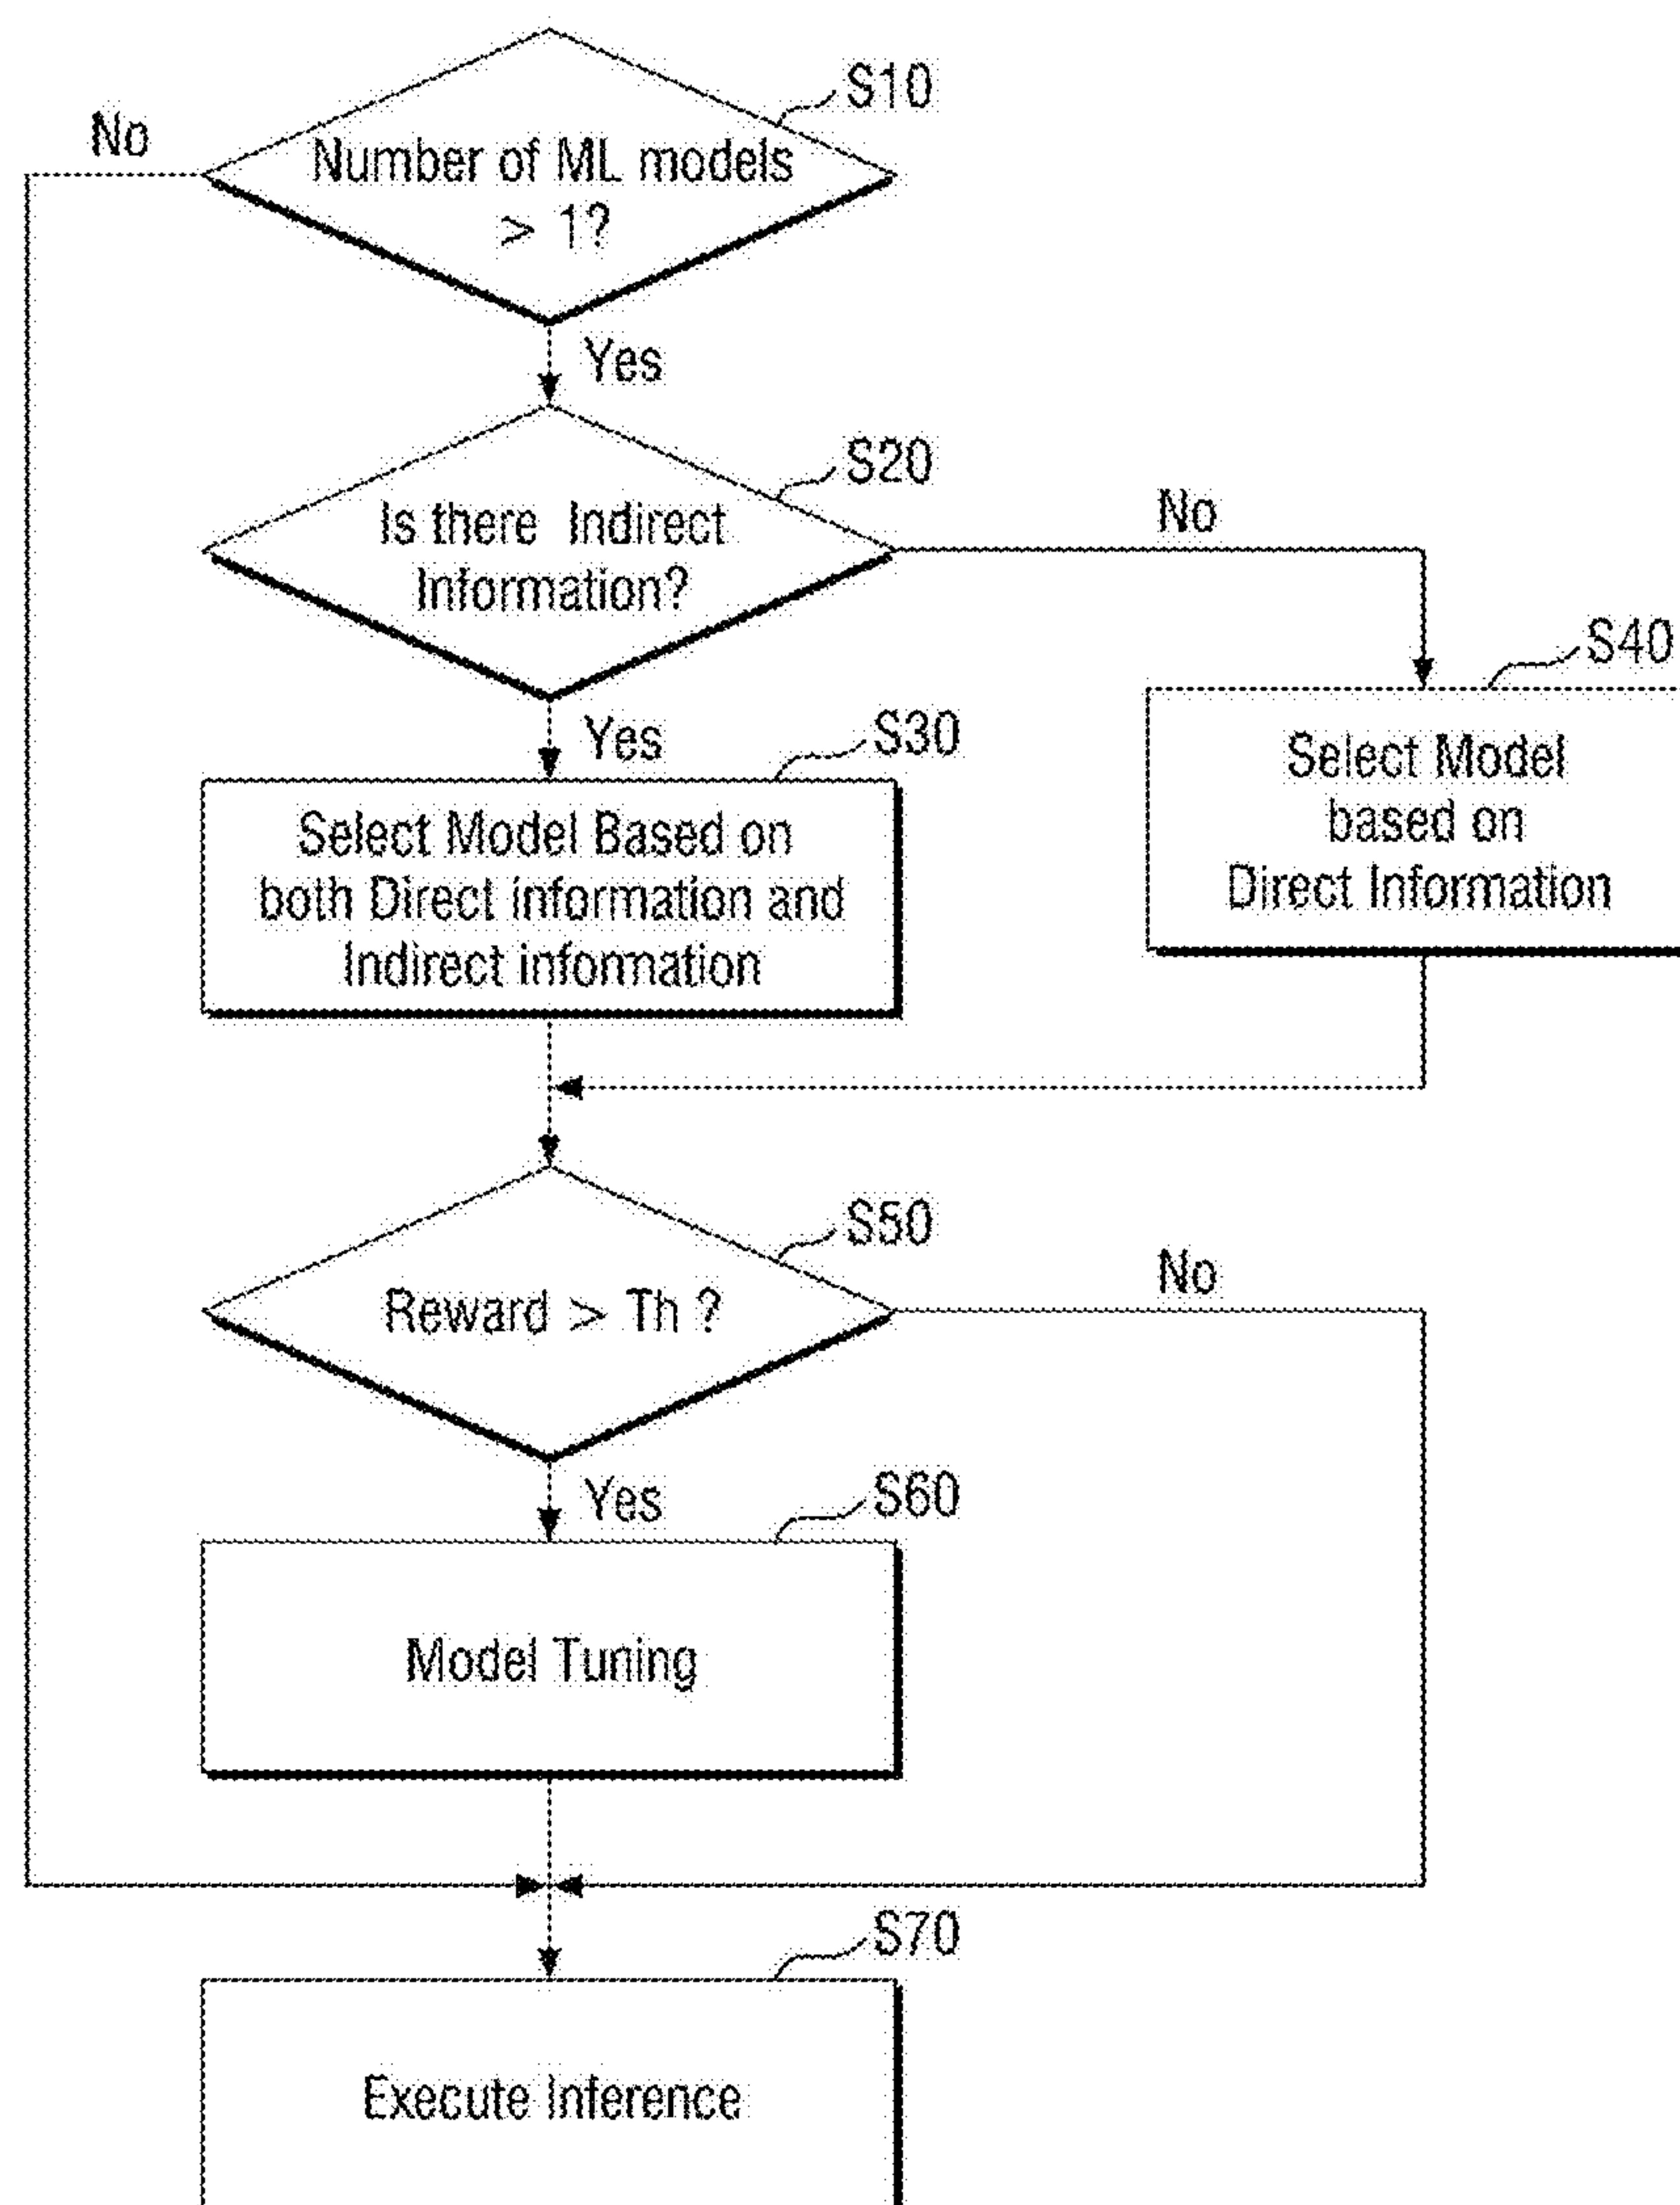 S10
No
Number of ML models
> 1?
Yes
S20
Is there Indirect
Information?
No
S40
Yes
S30
Select Model Based on
both Direct information and
Indirect information
Select Model
based on
Direct Information
S50
Reward > Th ?
No
Yes
S60
Model Tuning
S70
Execute Inference